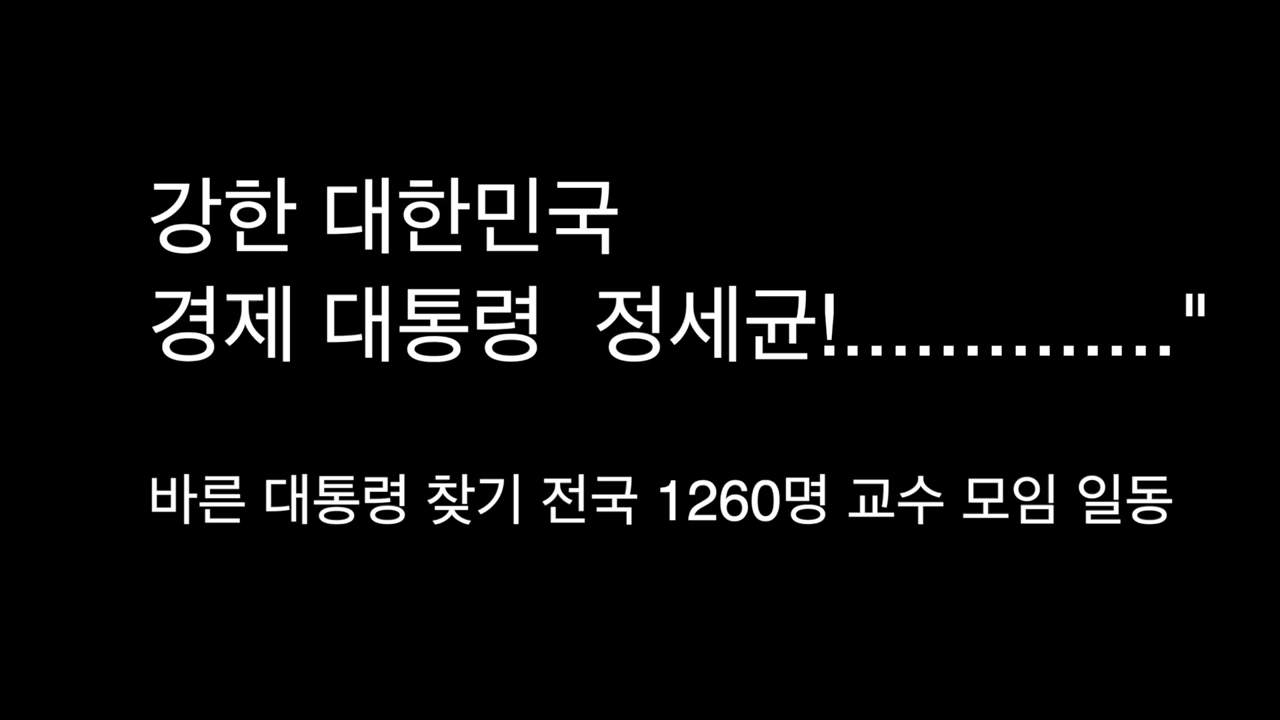 강한 대한민국
경제 대통령  정세균!.............."
바른 대통령 찾기 전국 1260명 교수 모임 일동